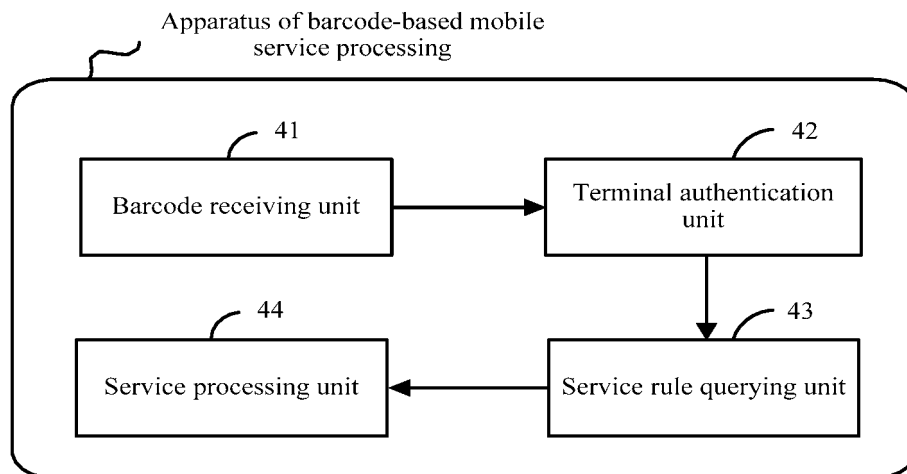 Apparatus of barcode-based mobile
service processing
41
42
Barcode receiving unit
Terminal authentication
unit
44
43
Service processing unit
Service rule querying unit